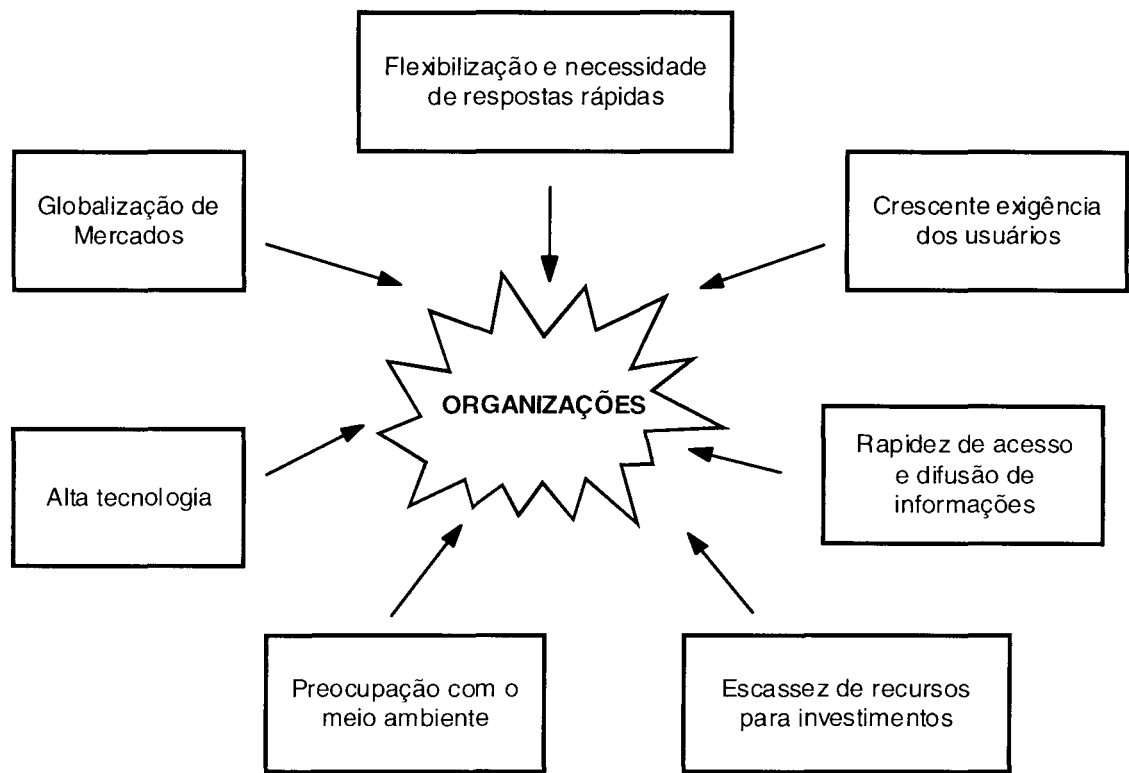 Flexibilização e necessidade
de respostas rápidas
Globalização de
Mercados
Crescente exigência
dos usuários
ORGANIZAÇÕES
Alta tecnologia
Rapidez de acesso
e difusão de
informações
Preocupação com o
meio ambiente
Escassez de recursos
para investimentos